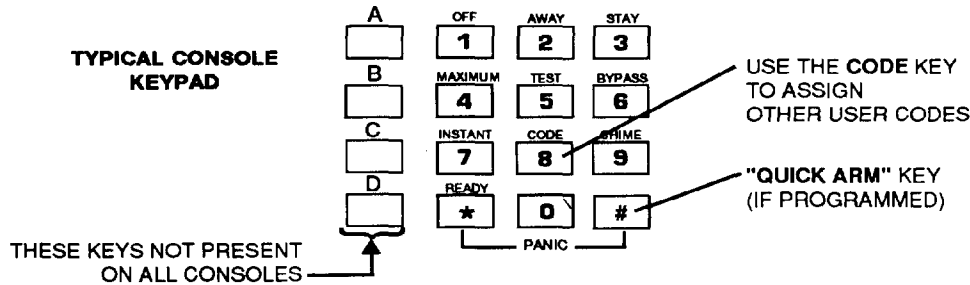 TYPICAL CONSOLE
KEYPAD
A
OFF
AWAY
STAY
1
2
3
B
MAXIMUM
TEST
BYPASS
4
5
6
C
INSTANT
CODE
CHIME
7
8
9
D
READY
*
0
#
PANIC
USE THE CODE KEY
TO ASSIGN
OTHER USER CODES
"QUICK ARM" KEY
(IF PROGRAMMED)
THESE KEYS NOT PRESENT
ON ALL CONSOLES